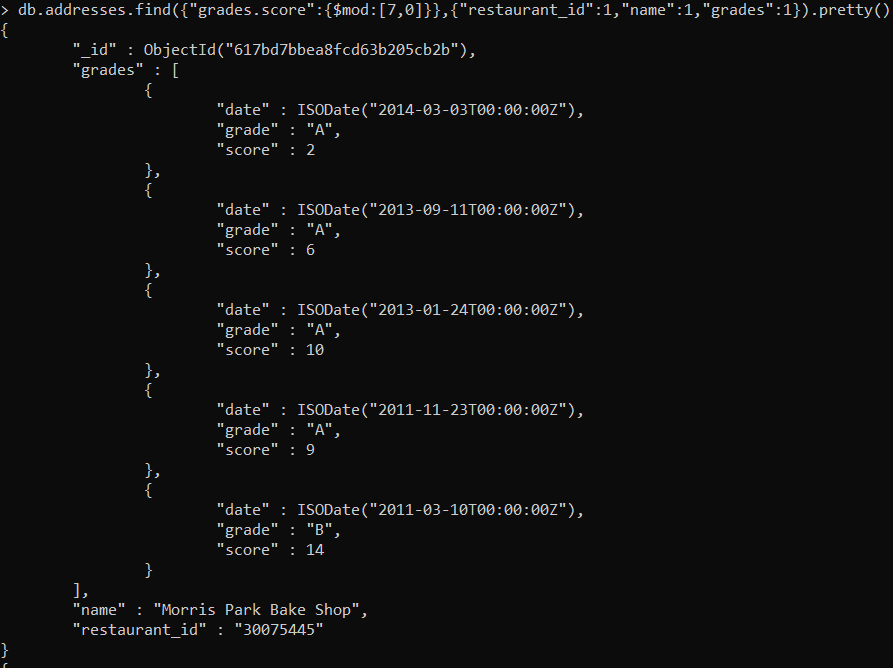 > db.addresses.find({"grades.score":{$mod:[7,0]}},{"restaurant_id":1,"name":1,"grades":1}).pretty()
{
        "_id" : ObjectId("617bd7bbea8fcd63b205cb2b"),
        "grades" : [
                {
                        "date" : ISODate("2014-03-03T00:00:00Z"),
                        "grade" : "A",
                        "score" : 2
                },
                {
                        "date" : ISODate("2013-09-11T00:00:00Z"),
                        "grade" : "A",
                        "score" : 6
                },
                {
                        "date" : ISODate("2013-01-24T00:00:00Z"),
                        "grade" : "A",
                        "score" : 10
                },
                {
                        "date" : ISODate("2011-11-23T00:00:00Z"),
                        "grade" : "A",
                        "score" : 9
                },
                {
                        "date" : ISODate("2011-03-10T00:00:00Z"),
                        "grade" : "B",
                        "score" : 14
                }
        ],
        "name" : "Morris Park Bake Shop",
        "restaurant_id" : "30075445"
}